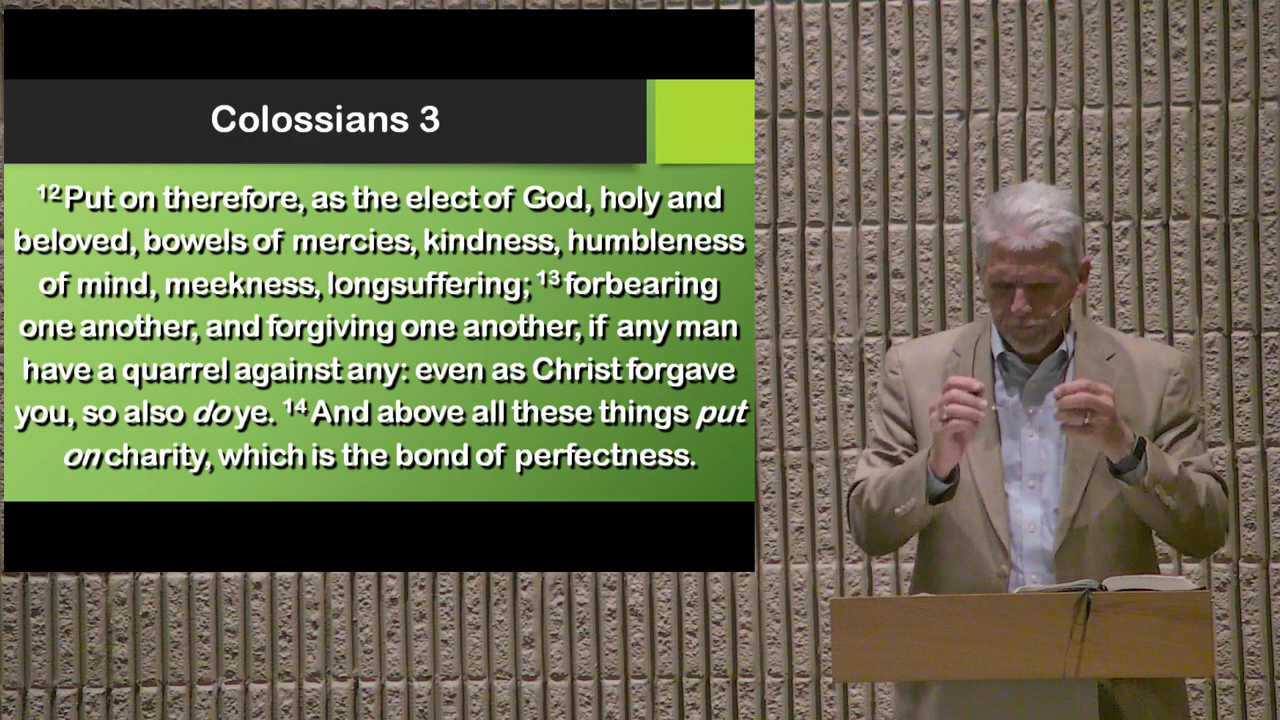 Colossians 3
12 Put on therefore, as the elect of God, holy and
beloved, bowels of mercies, kindness, humbleness
of mind, meekness, longsuffering; 13 forbearing
one another, and forgiving one another, if any man
have a quarrel against any: even as Christ forgave
you, so also do ye. 14 And above all these things put
on charity, which is the bond of perfectness.